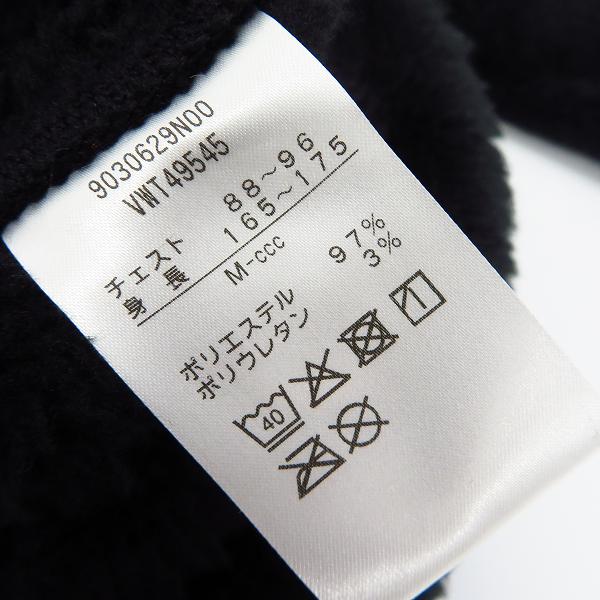 9030629N00
VWT49545
チェスト 88～96
身長 165～175
M-ccc
ポリエステル 97%
ポリウレタン 3%
40